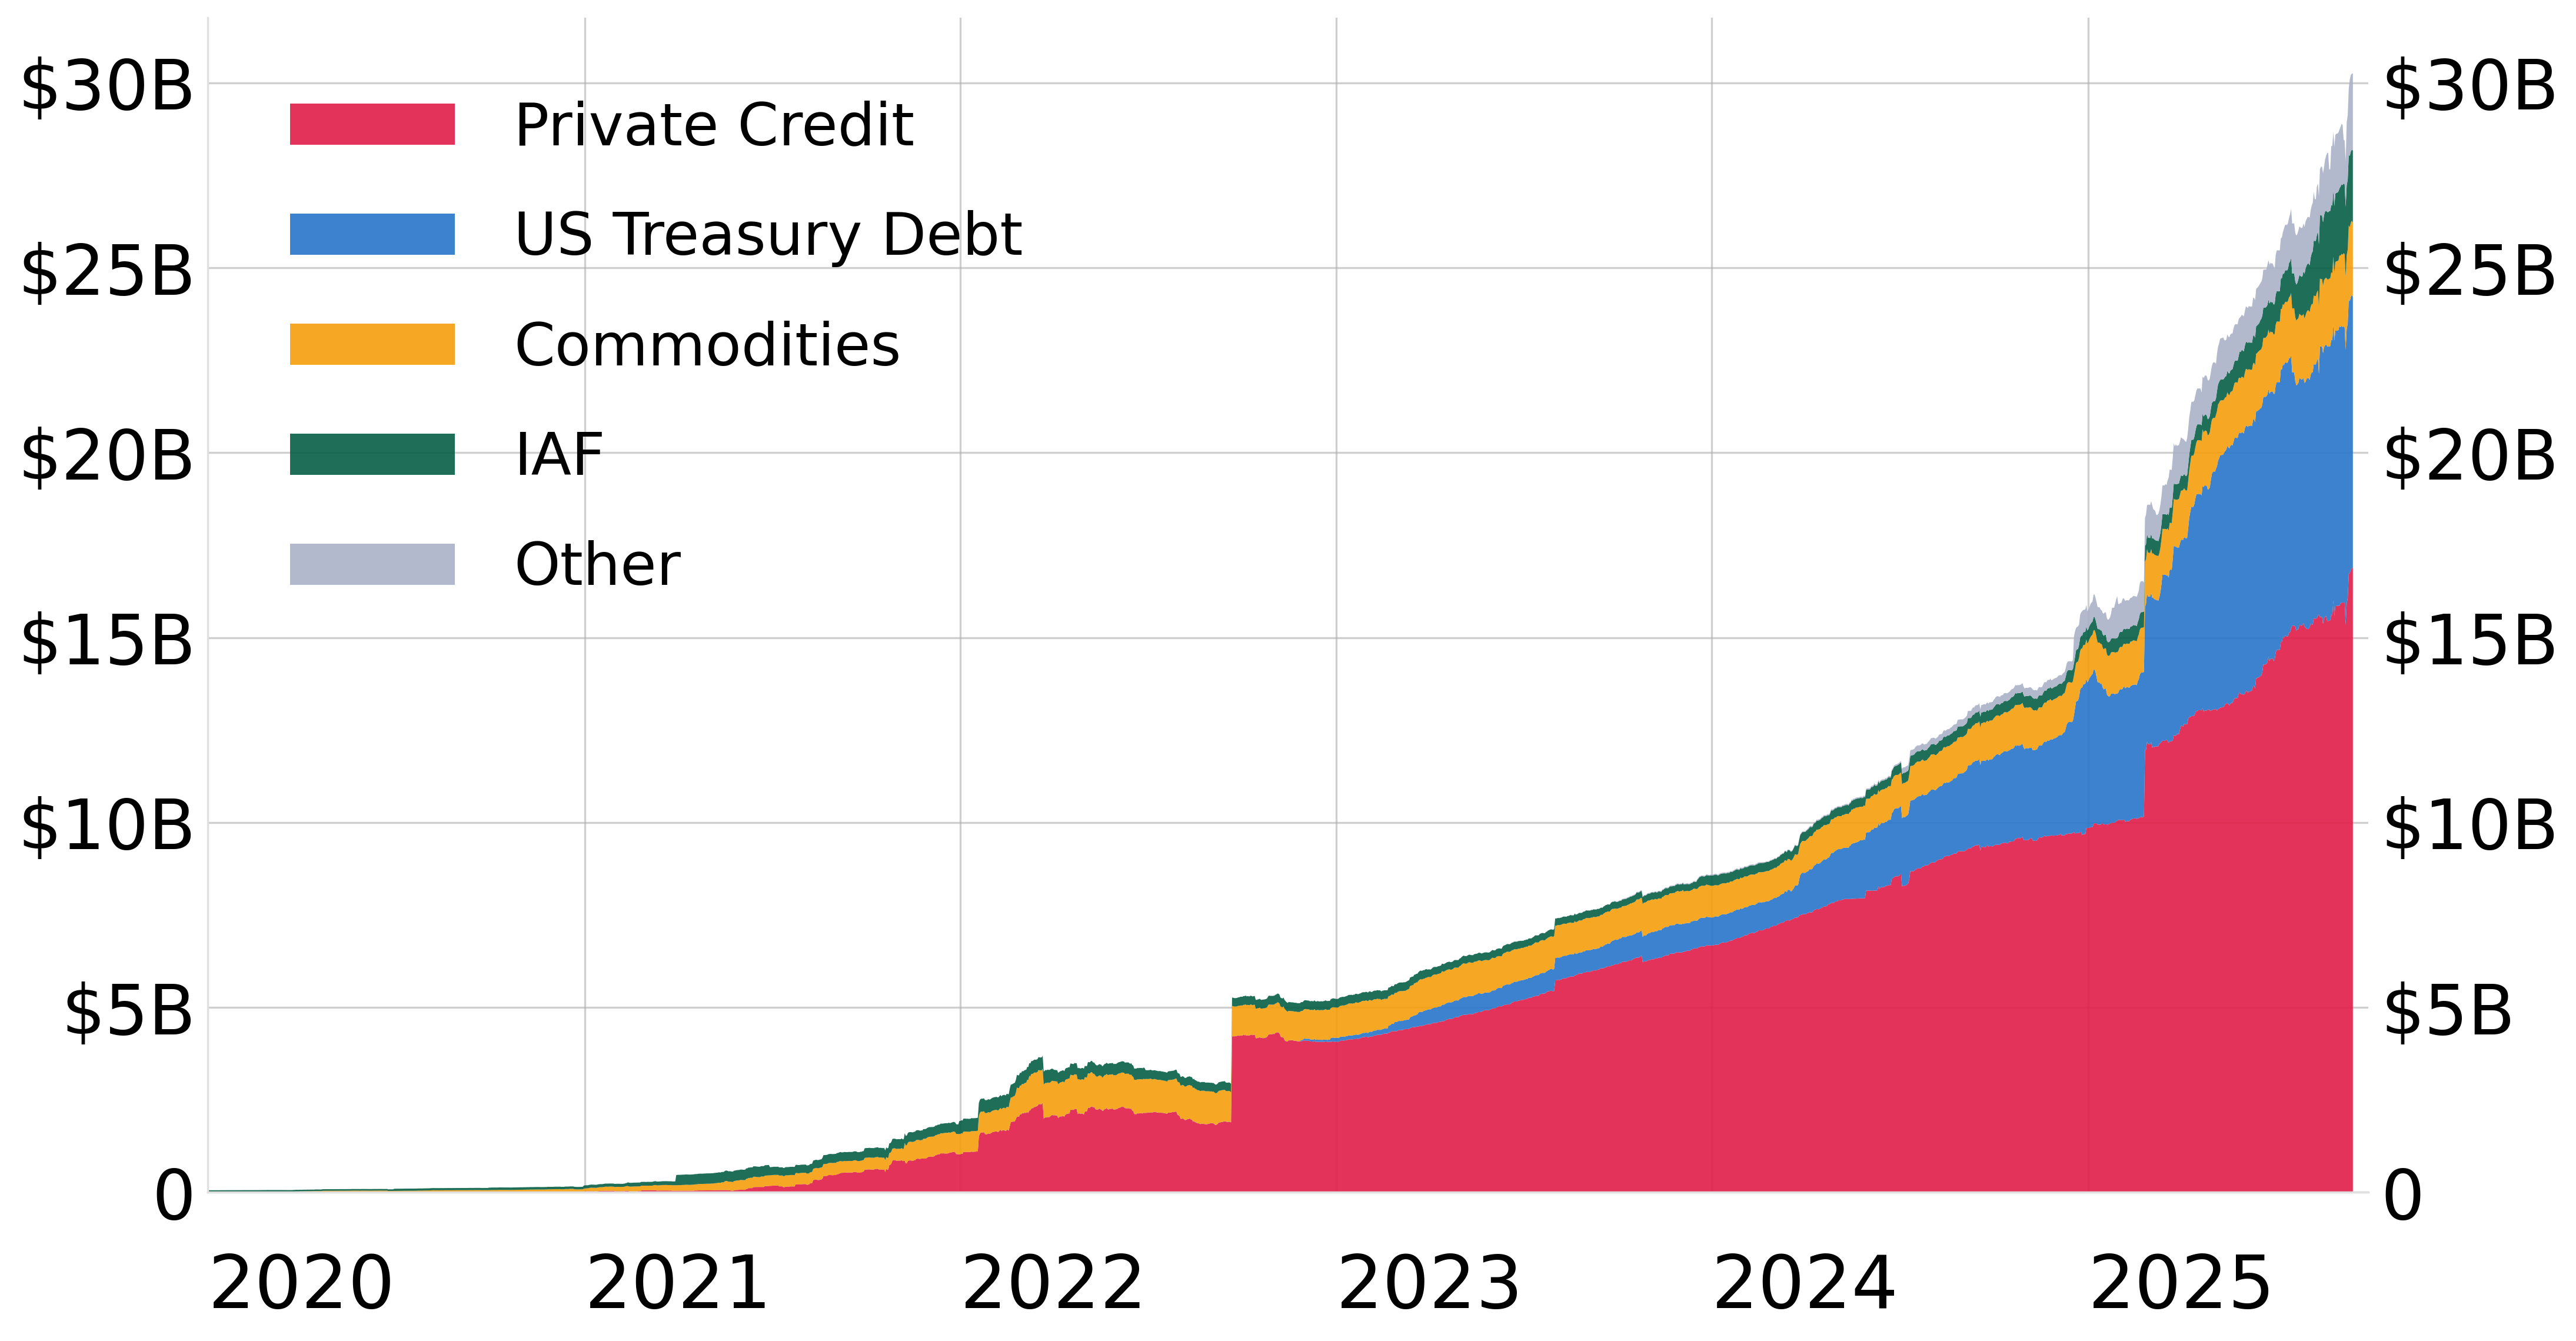 $30B
$25B
$20B
$15B
$10B
$5B
0
Private Credit
US Treasury Debt
Commodities
IAF
Other
$30B
$25B
$20B
$15B
$10B
$5B
0
2020 2021 2022 2023 2024 2025